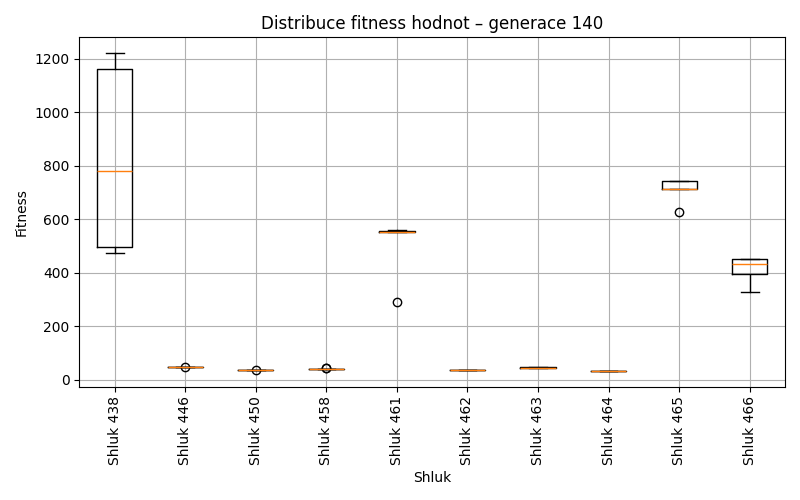 Distribuce fitness hodnot – generace 140
Fitness
1200
1000
800
600
400
200
0
Shluk 438
Shluk 446
Shluk 450
Shluk 458
Shluk 461
Shluk 462
Shluk 463
Shluk 464
Shluk 465
Shluk 466
Shluk